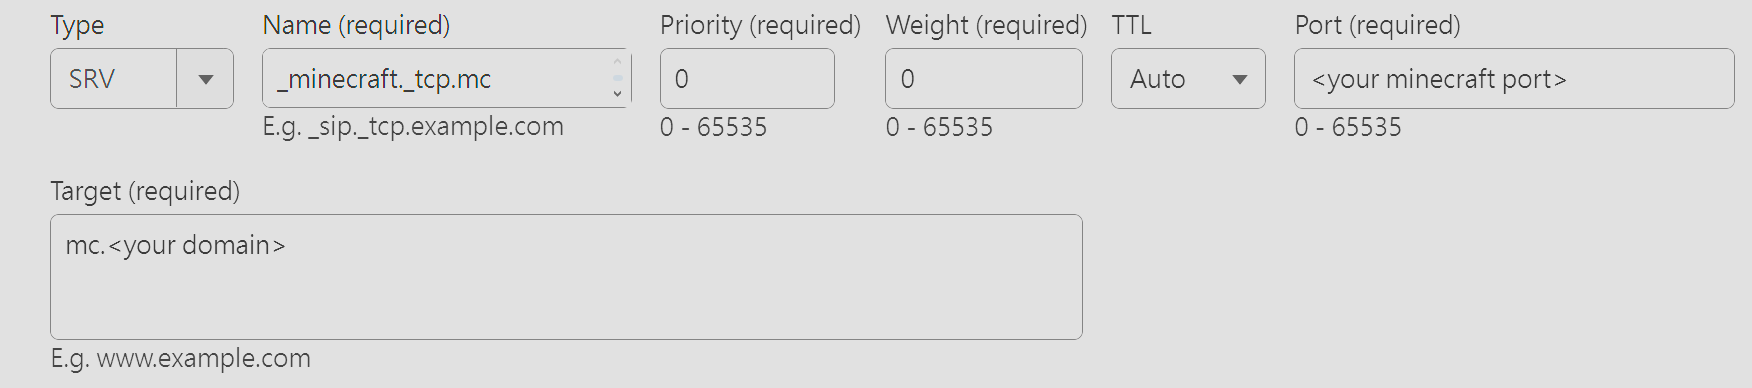 Type Name (required) Priority (required) Weight (required) TTL Port (required)
SRV _minecraft._tcp.mc 0 0 Auto <your minecraft port>
E.g. _sip._tcp.example.com 0 - 65535 0 - 65535 0 - 65535
Target (required)
mc.<your domain>
E.g. www.example.com